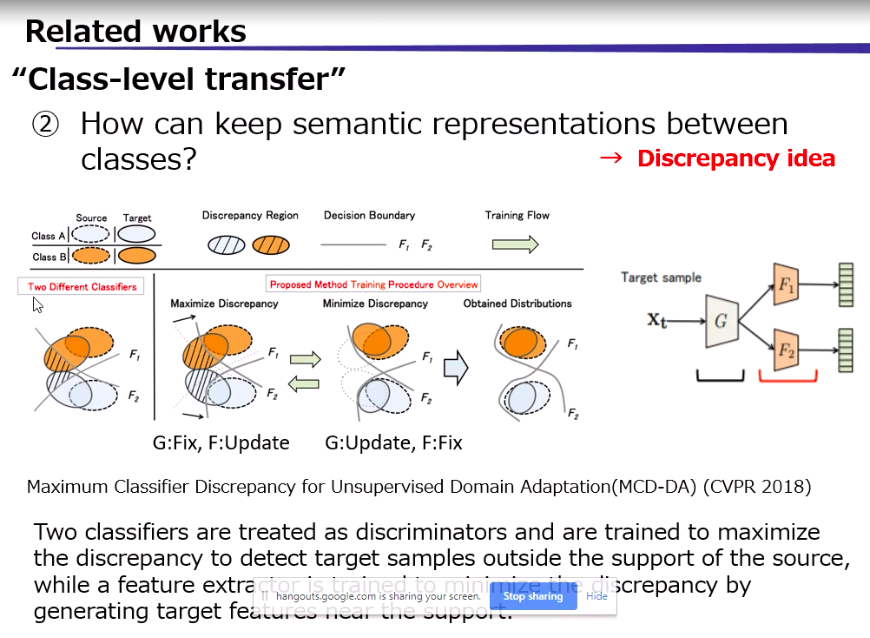 Related works
“Class-level transfer”
② How can keep semantic representations between
classes?
→ Discrepancy idea
Source Target
Class A
Class B
Discrepancy Region
Decision Boundary
F₁ F₂
Training Flow
Two Different Classifiers
Proposed Method Training Procedure Overview
Maximize Discrepancy
Minimize Discrepancy
Obtained Distributions
F₁
F₂
F₁
F₂
F₁
F₂
F₁
F₂
G:Fix, F:Update
G:Update, F:Fix
Target sample
Xt
G
F₁
F₂
Maximum Classifier Discrepancy for Unsupervised Domain Adaptation(MCD-DA) (CVPR 2018)
Two classifiers are treated as discriminators and are trained to maximize
the discrepancy to detect target samples outside the support of the source,
while a feature extractor is trained to minimize the discrepancy by
generating target features near the support.
hangouts.google.com is sharing your screen.
Stop sharing
Hide